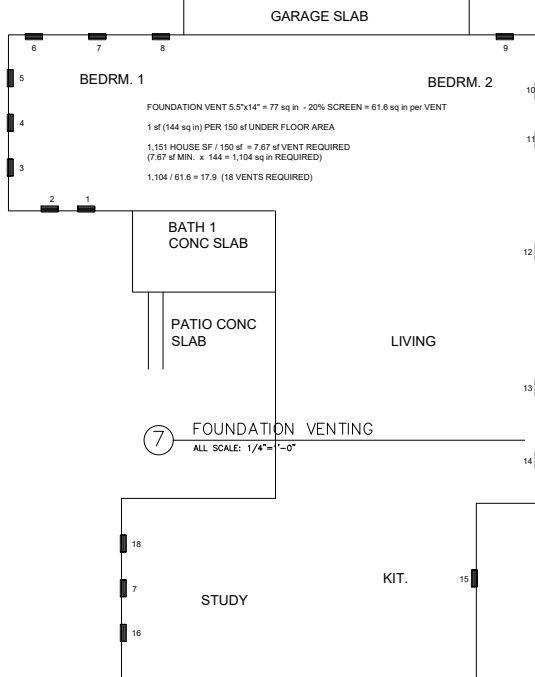 GARAGE SLAB
6 7 8 9
5 BEDRM. 1 BEDRM. 2
10
FOUNDATION VENT 5.5"x14" = 77 sq in - 20% SCREEN = 61.6 sq in per VENT
4 1 sf (144 sq in) PER 150 sf UNDER FLOOR AREA
11
1,151 HOUSE SF / 150 sf = 7.67 sf VENT REQUIRED
(7.67 sf MIN. x 144 = 1,104 sq in REQUIRED)
3
1,104 / 61.6 = 17.9 (18 VENTS REQUIRED)
2 1
BATH 1
CONC SLAB
12
PATIO CONC
SLAB
LIVING
13
7 FOUNDATION VENTING
ALL SCALE: 1/4"= '-0"
14
18
KIT. 15
7
STUDY
16